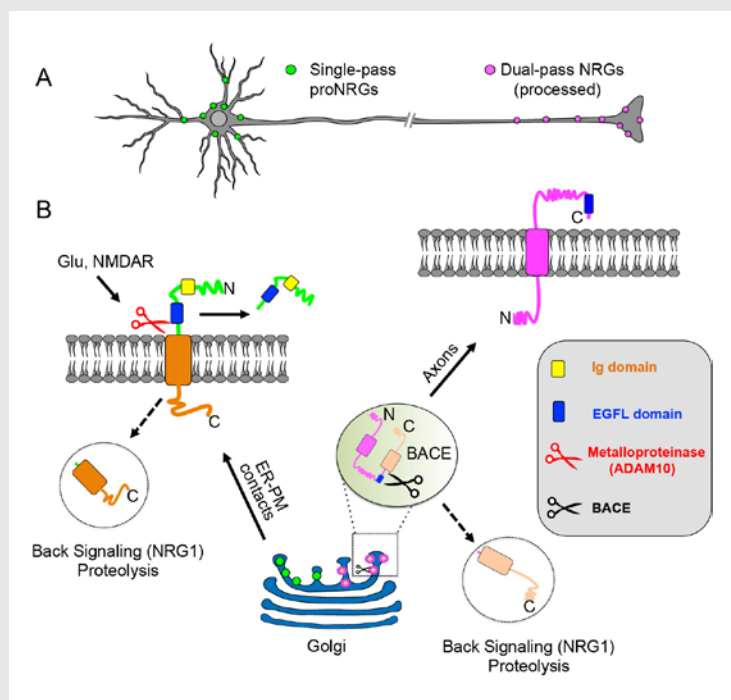 A
Single-pass
proNRGs
Dual-pass NRGs
(processed)
B
Glu, NMDAR
N
C
C
Back Signaling (NRG1)
Proteolysis
ER-PM
contacts
Golgi
C
N
Axons
N
C
BACE
C
Back Signaling (NRG1)
Proteolysis
Ig domain
EGFL domain
Metalloproteinase
(ADAM10)
BACE